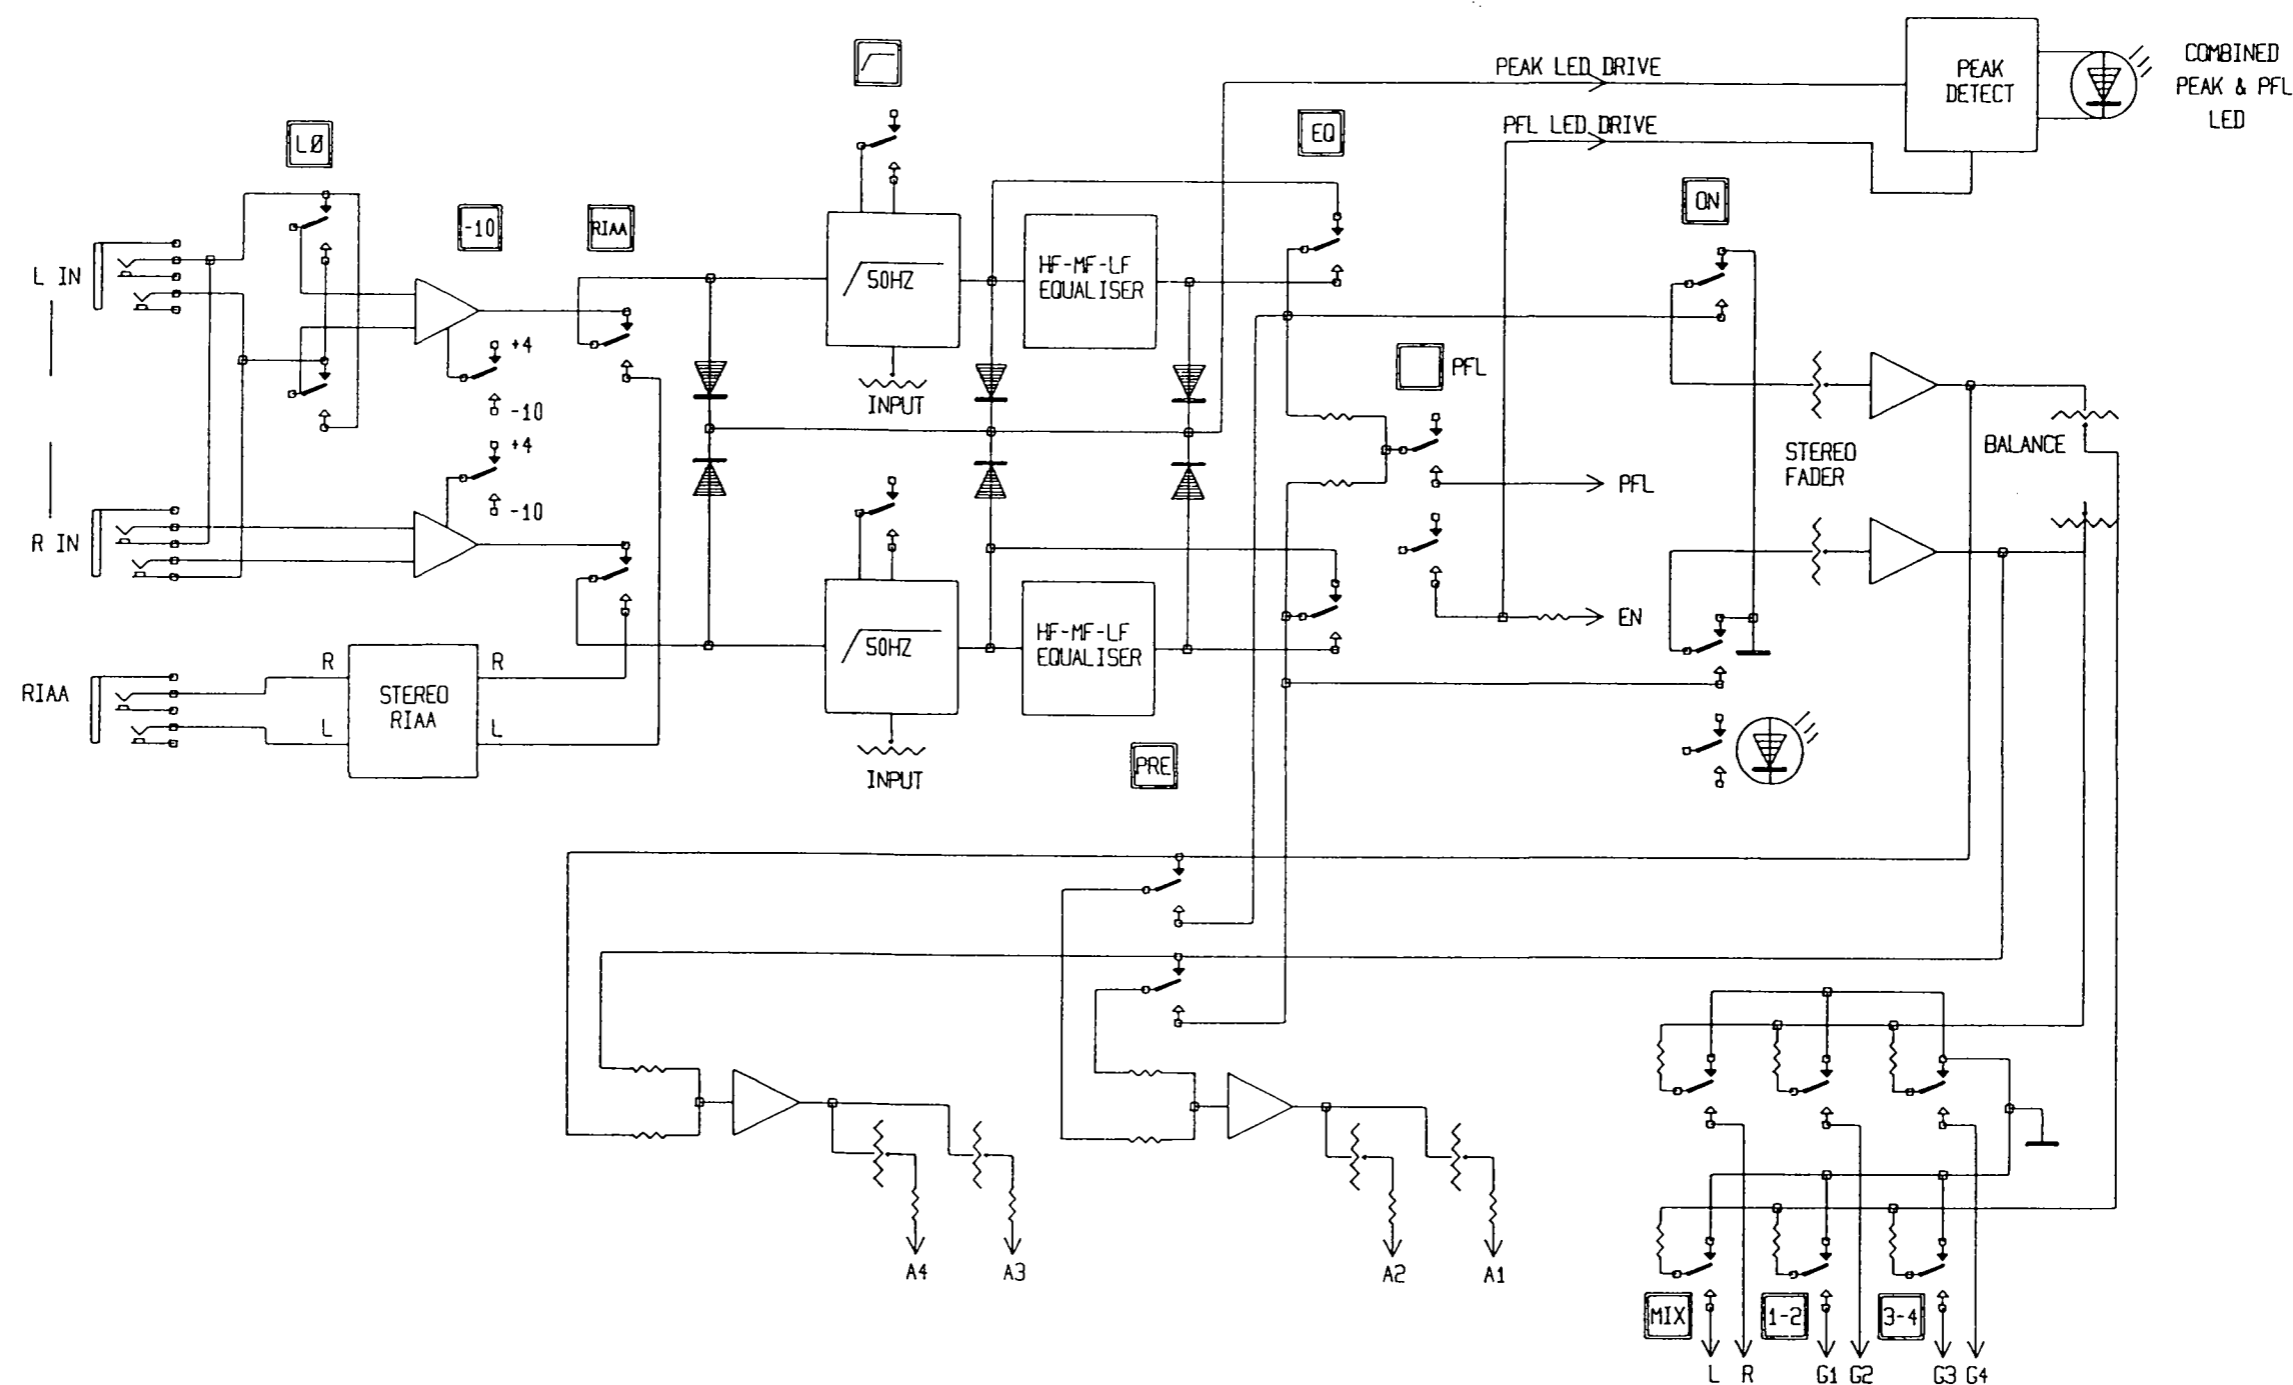 PEAK LED DRIVE
PEAK
DETECT
COMBINED
PEAK & PFL
LED
PFL LED DRIVE
LØ
EQ
ON
-10
RIAA
L IN
50HZ
HF-MF-LF
EQUALISER
+4
-10
INPUT
PFL
+4
-10
STEREO
FADER
BALANCE
PFL
R IN
EN
50HZ
HF-MF-LF
EQUALISER
RIAA
R
L
STEREO
RIAA
R
L
INPUT
PRE
A4
A3
A2
A1
MIX
1-2
3-4
L
R
G1
G2
G3
G4